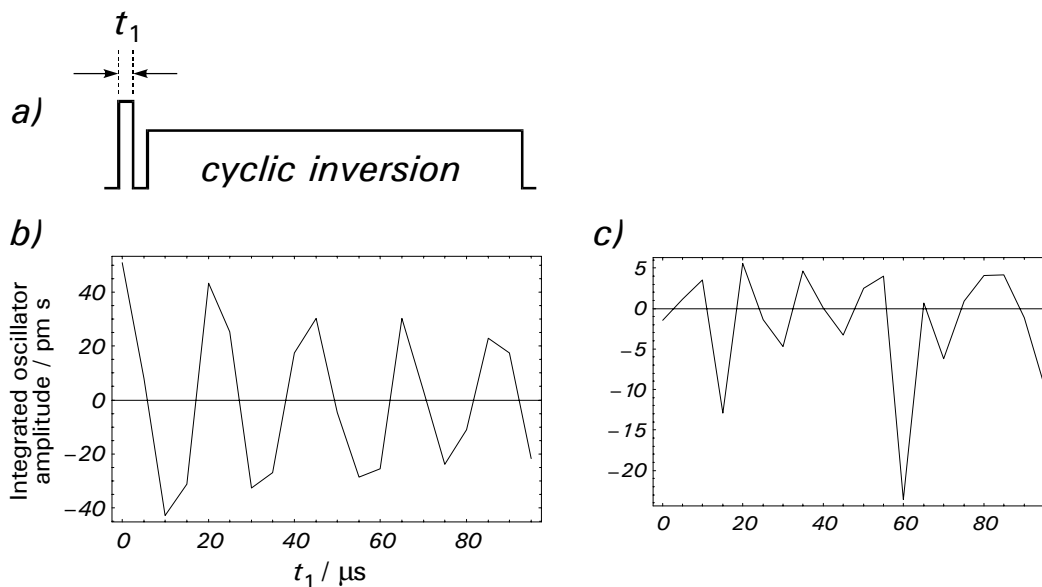 t1
a)
cyclic inversion
b)
c)
Integrated oscillator
amplitude / pm s
40
20
0
−20
−40
0 20 40 60 80
t1 / µs
5
0
−5
−10
−15
−20
0 20 40 60 80